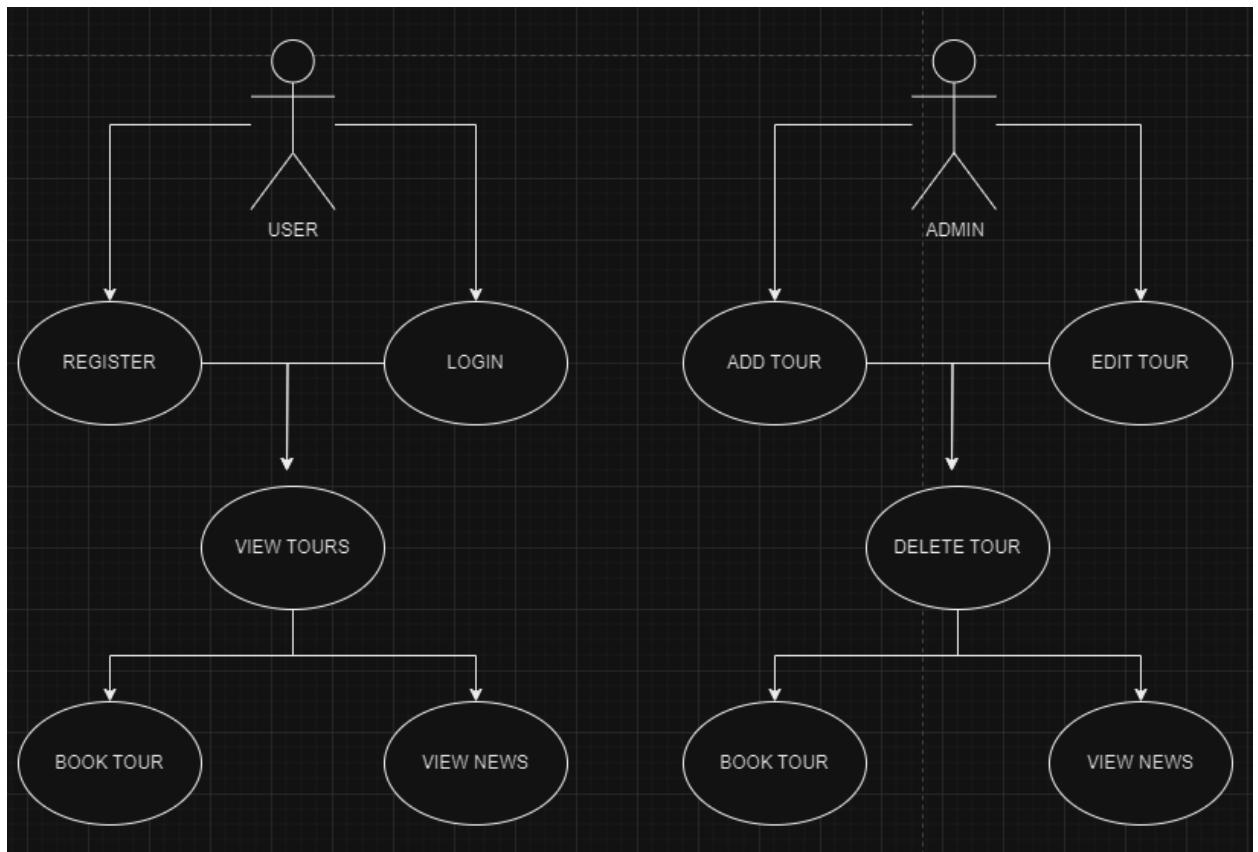 USER
ADMIN
REGISTER
LOGIN
ADD TOUR
EDIT TOUR
VIEW TOURS
DELETE TOUR
BOOK TOUR
VIEW NEWS
BOOK TOUR
VIEW NEWS